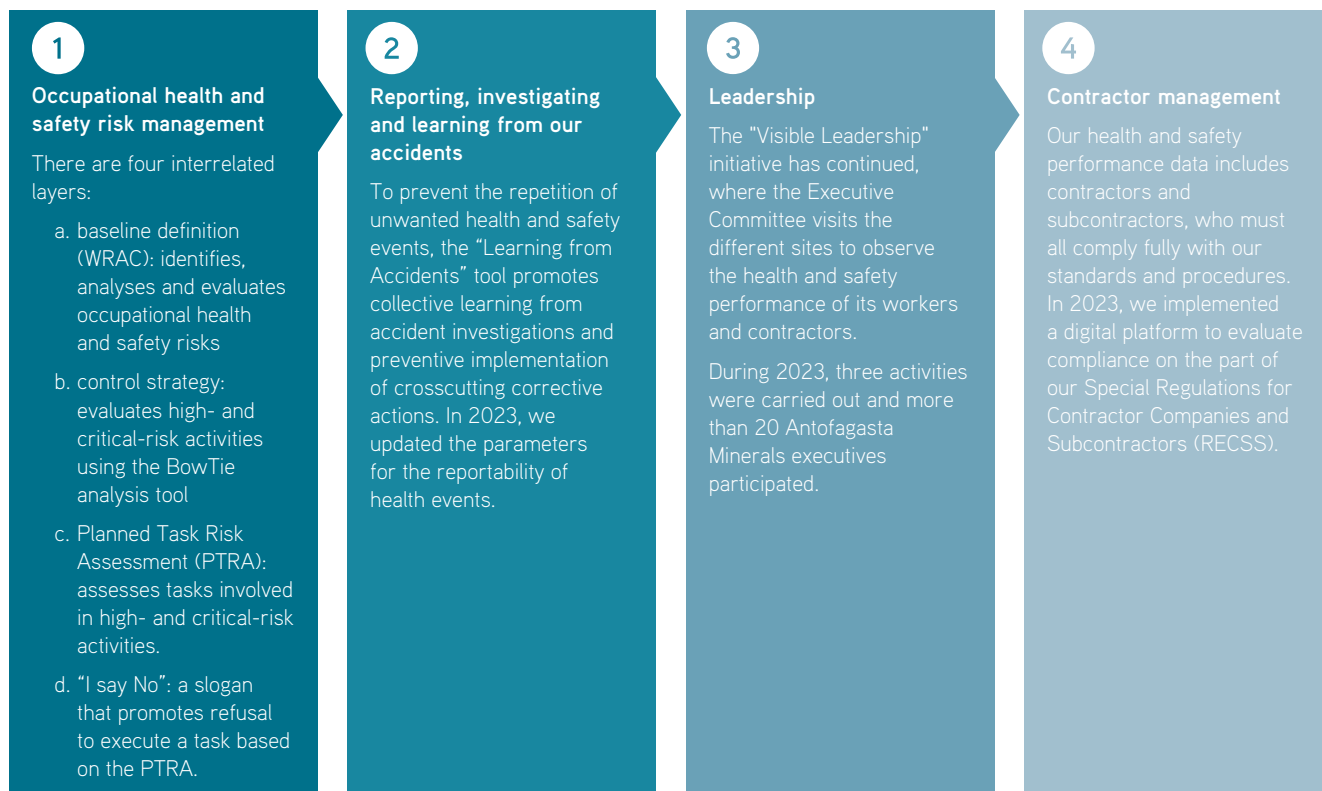 1
Occupational health and
safety risk management
There are four interrelated
layers:
a. baseline definition
(WRAC): identifies,
analyses and evaluates
occupational health
and safety risks
b. control strategy:
evaluates high- and
critical-risk activities
using the BowTie
analysis tool
c. Planned Task Risk
Assessment (PTRA):
assesses tasks involved
in high- and critical-risk
activities.
d. “I say No”: a slogan
that promotes refusal
to execute a task based
on the PTRA.
2
Reporting, investigating
and learning from our
accidents
To prevent the repetition of
unwanted health and safety
events, the “Learning from
Accidents” tool promotes
collective learning from
accident investigations and
preventive implementation
of crosscutting corrective
actions. In 2023, we
updated the parameters
for the reportability of
health events.
3
Leadership
The "Visible Leadership"
initiative has continued,
where the Executive
Committee visits the
different sites to observe
the health and safety
performance of its workers
and contractors.
During 2023, three activities
were carried out and more
than 20 Antofagasta
Minerals executives
participated.
4
Contractor management
Our health and safety
performance data includes
contractors and
subcontractors, who must
all comply fully with our
standards and procedures.
In 2023, we implemented
a digital platform to evaluate
compliance on the part of
our Special Regulations for
Contractor Companies and
Subcontractors (RECSS).